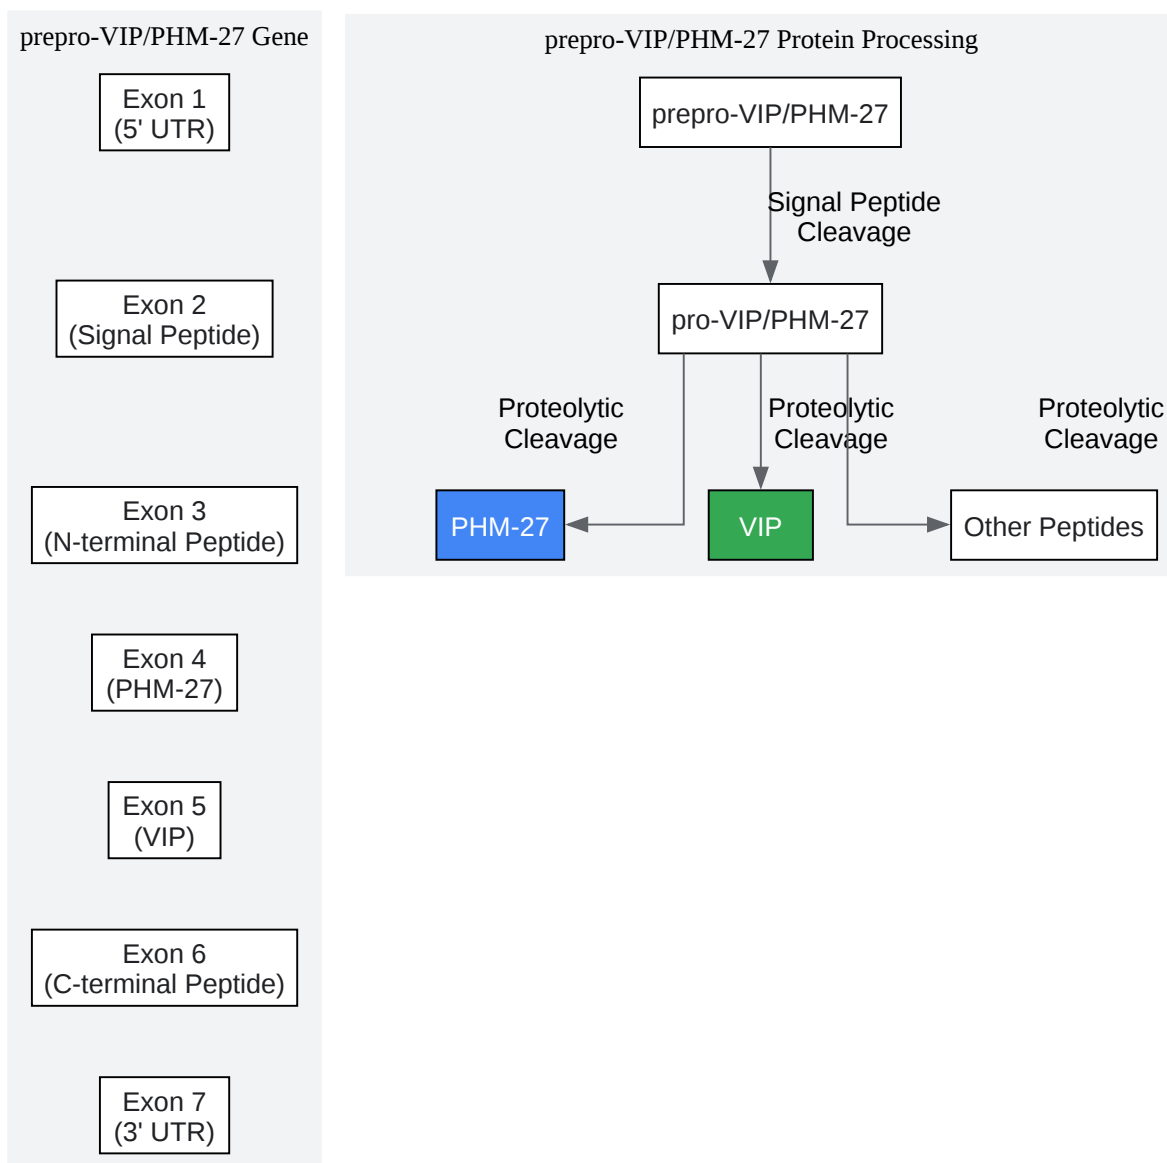 prepro-VIP/PHM-27 Gene
Exon 1
(5' UTR)
Exon 2
(Signal Peptide)
Exon 3
(N-terminal Peptide)
Exon 4
(PHM-27)
Exon 5
(VIP)
Exon 6
(C-terminal Peptide)
Exon 7
(3' UTR)
prepro-VIP/PHM-27 Protein Processing
prepro-VIP/PHM-27
Signal Peptide
Cleavage
pro-VIP/PHM-27
Proteolytic
Cleavage
Proteolytic
Cleavage
Proteolytic
Cleavage
PHM-27
VIP
Other Peptides